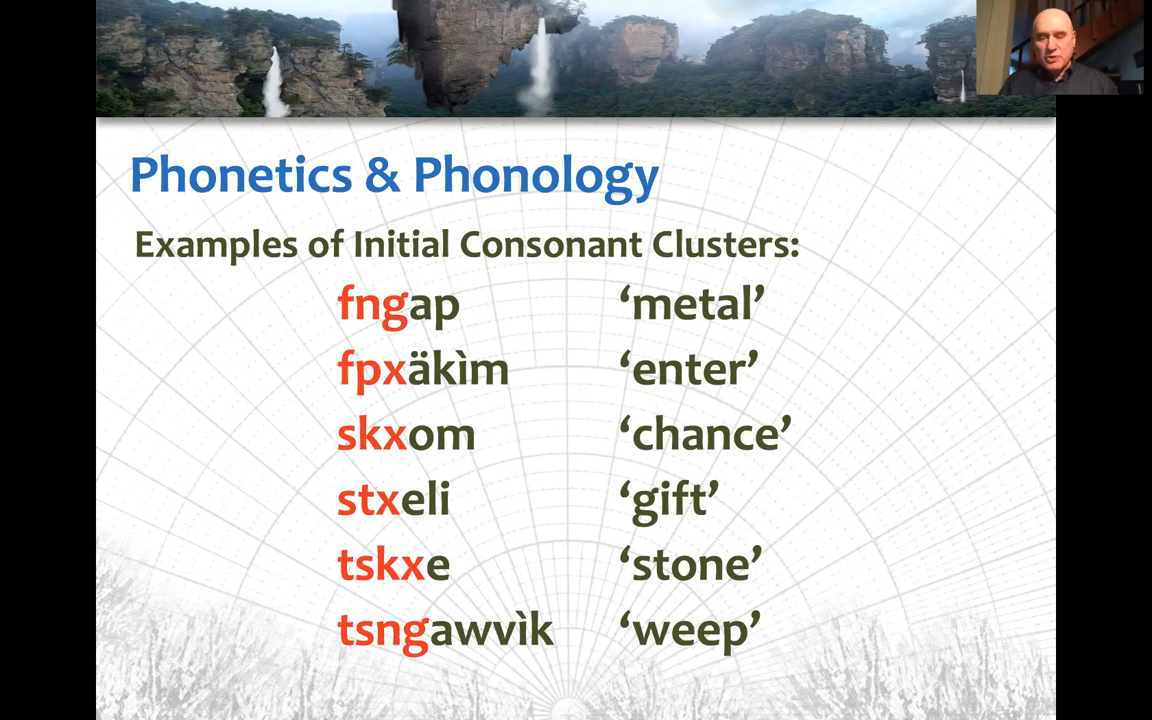 Phonetics & Phonology
Examples of Initial Consonant Clusters:
fngap ‘metal’
fpxäkìm ‘enter’
skxom ‘chance’
stxeli ‘gift’
tskxe ‘stone’
tsngawvìk ‘weep’